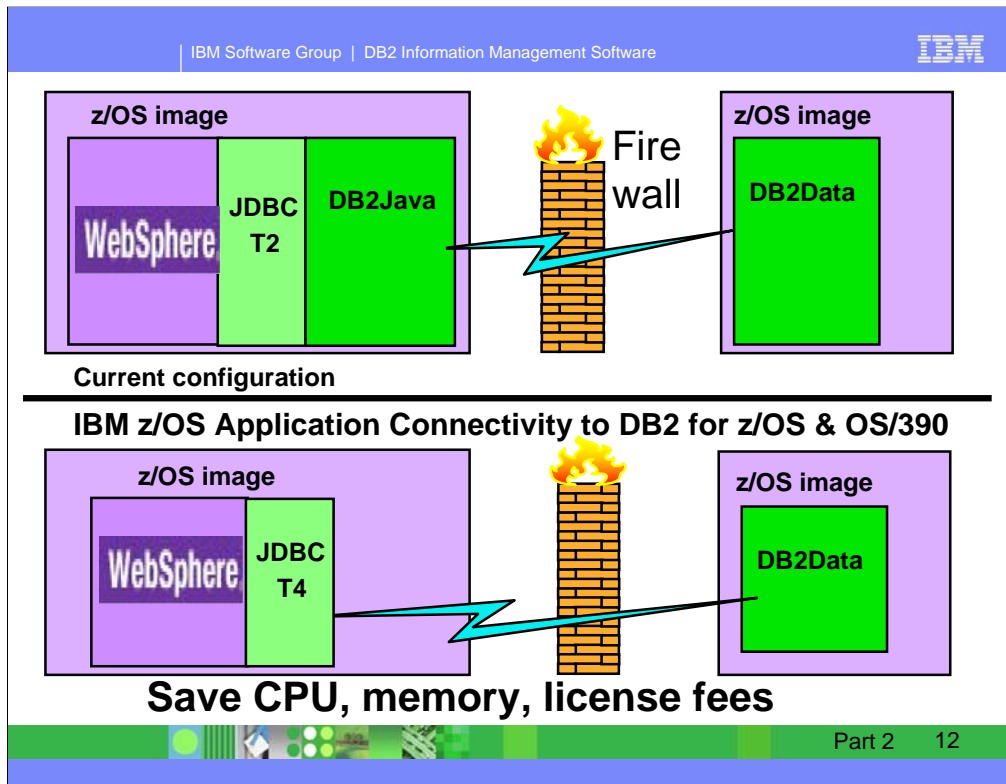 IBM Software Group | DB2 Information Management Software
IBM
z/OS image
WebSphere
JDBC
T2
DB2Java
Fire
wall
z/OS image
DB2Data
Current configuration
IBM z/OS Application Connectivity to DB2 for z/OS & OS/390
z/OS image
WebSphere
JDBC
T4
z/OS image
DB2Data
Save CPU, memory, license fees
Part 2 12